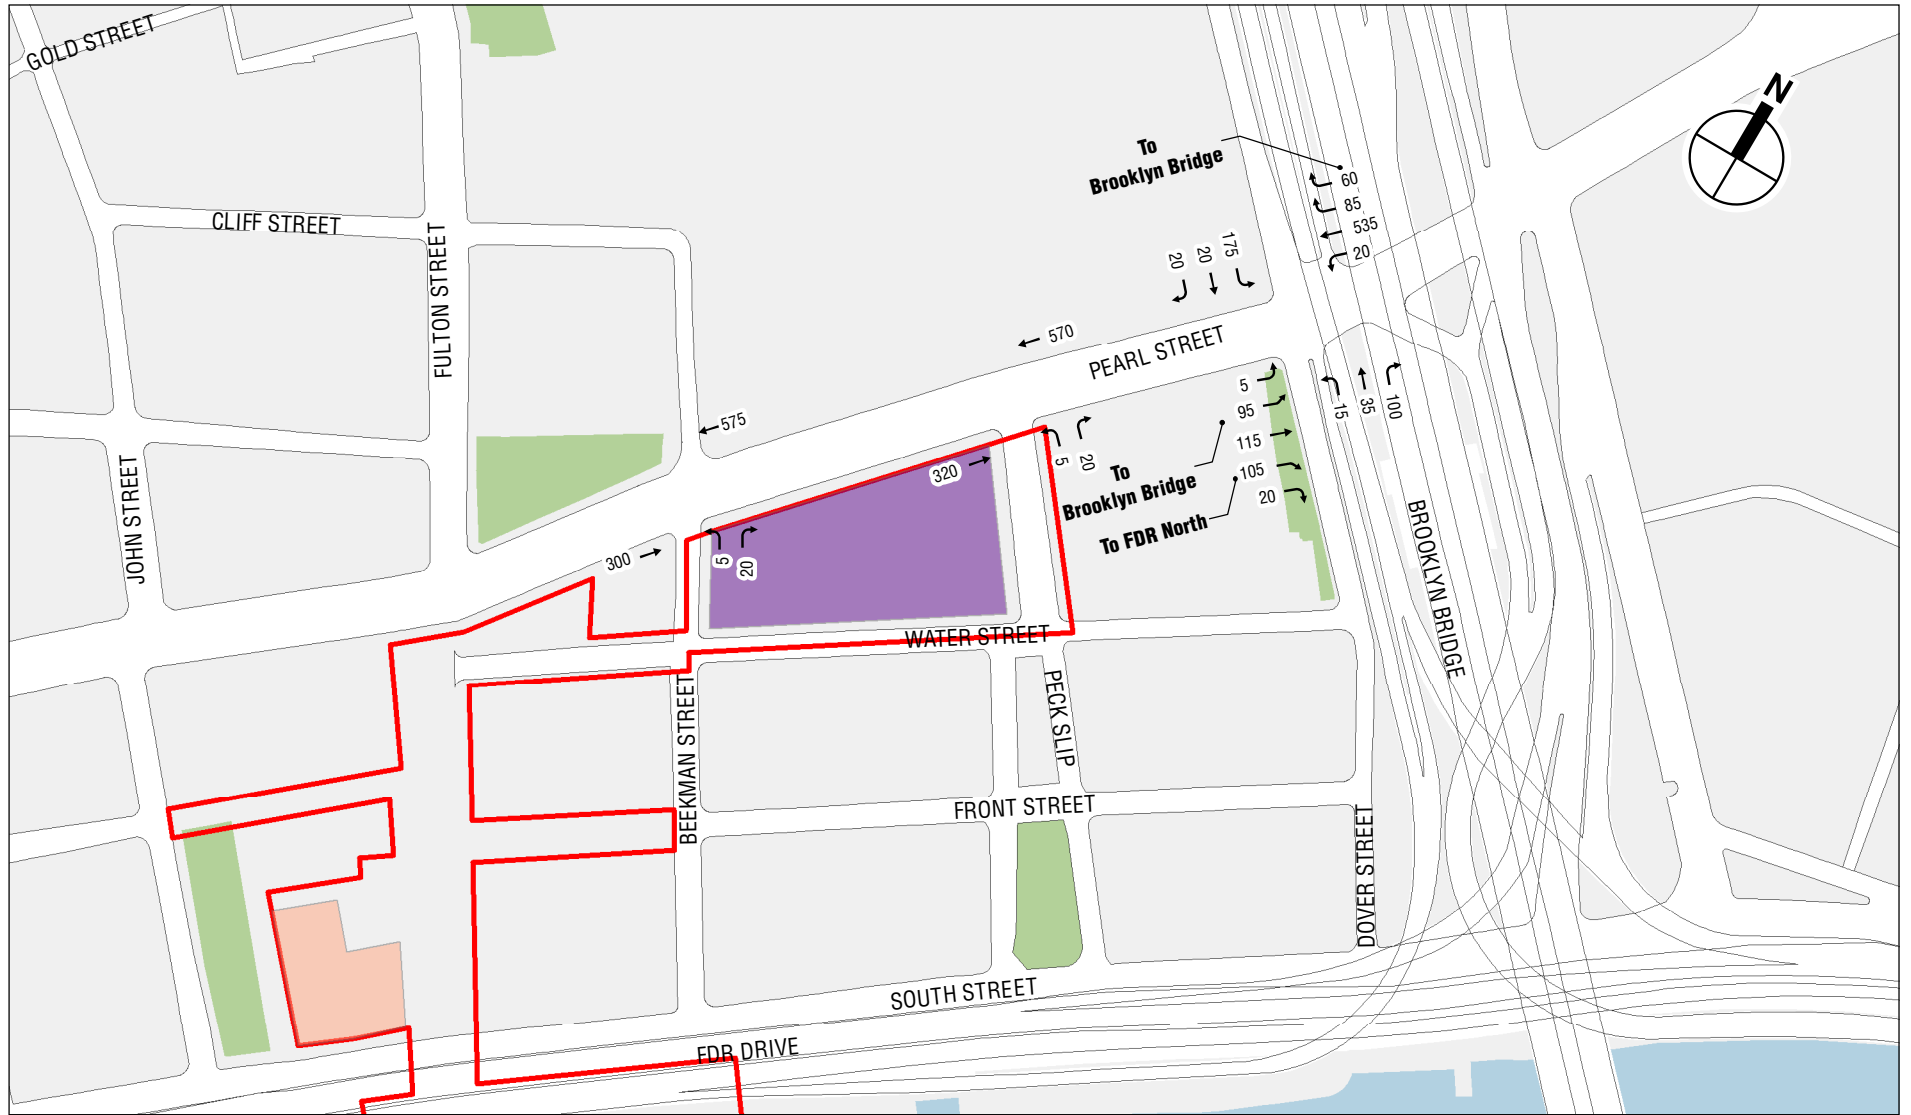 GOLD STREET
N
To
Brooklyn Bridge
60
85
535
20
CLIFF STREET
20
20
175
FULTON STREET
570
PEARL STREET
5
95
115
105
20
15
35
100
575
320
5
20
To
Brooklyn Bridge
To FDR North
JOHN STREET
300
5
20
BROOKLYN BRIDGE
WATER STREET
BEEKMAN STREET
PECK SLIP
FRONT STREET
DOVER STREET
SOUTH STREET
FDR DRIVE